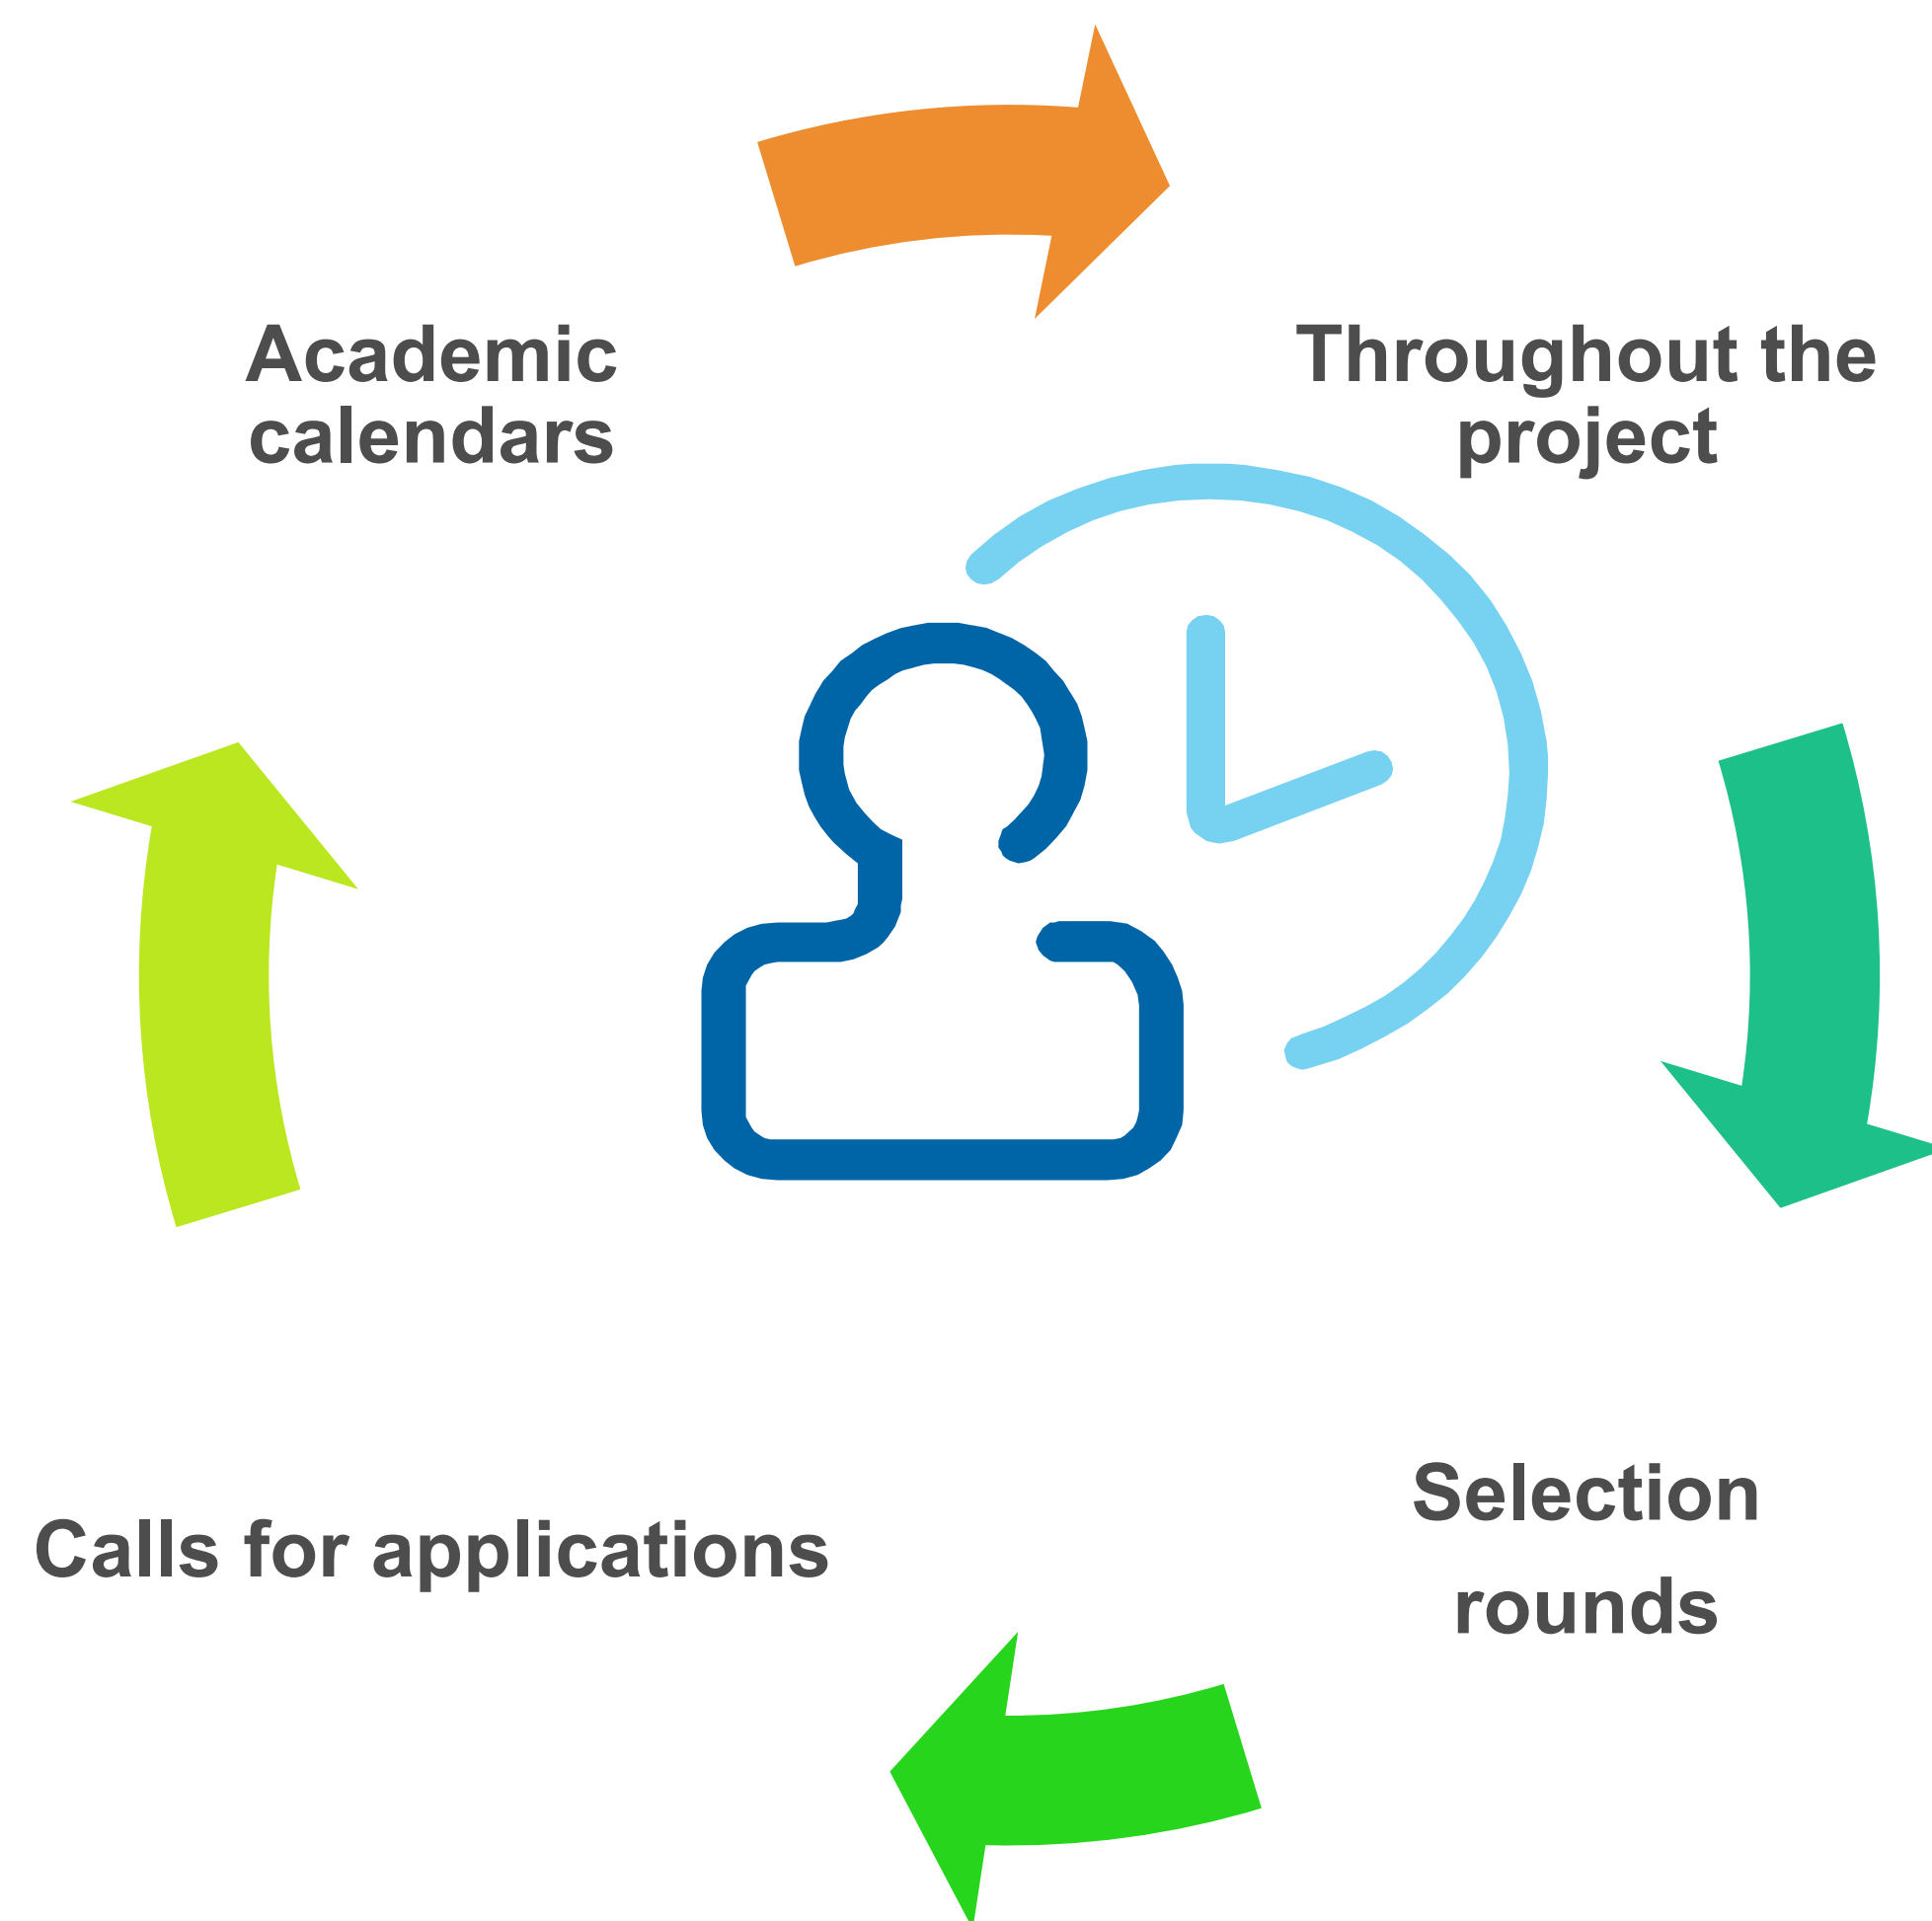 Academic
calendars
Throughout the
project
Selection
rounds
Calls for applications